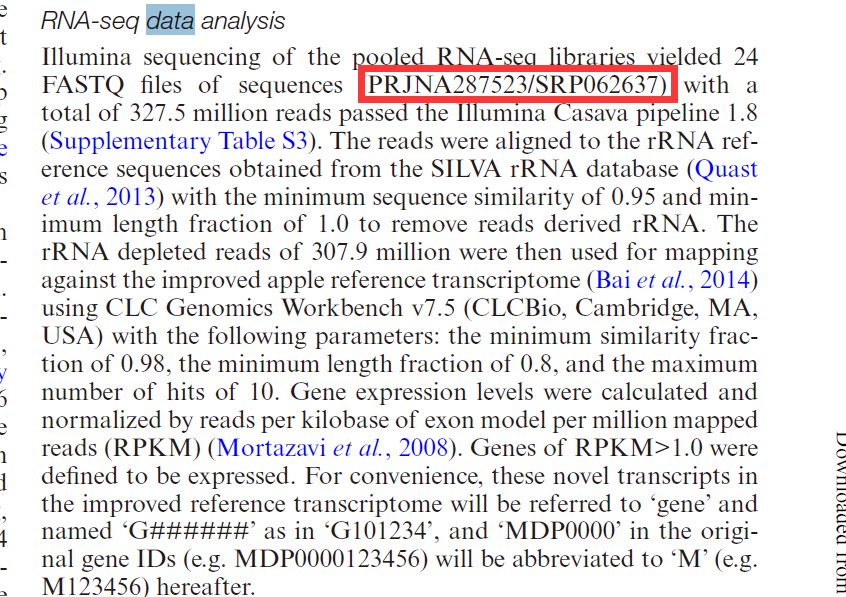 RNA-seq data analysis
Illumina sequencing of the pooled RNA-seq libraries yielded 24
FASTQ files of sequences PRJNA287523/SRP062637) with a
total of 327.5 million reads passed the Illumina Casava pipeline 1.8
(Supplementary Table S3). The reads were aligned to the rRNA ref-
erence sequences obtained from the SILVA rRNA database (Quast
et al., 2013) with the minimum sequence similarity of 0.95 and min-
imum length fraction of 1.0 to remove reads derived rRNA. The
rRNA depleted reads of 307.9 million were then used for mapping
against the improved apple reference transcriptome (Bai et al., 2014)
using CLC Genomics Workbench v7.5 (CLCBio, Cambridge, MA,
USA) with the following parameters: the minimum similarity frac-
tion of 0.98, the minimum length fraction of 0.8, and the maximum
number of hits of 10. Gene expression levels were calculated and
normalized by reads per kilobase of exon model per million mapped
reads (RPKM) (Mortazavi et al., 2008). Genes of RPKM>1.0 were
defined to be expressed. For convenience, these novel transcripts in
the improved reference transcriptome will be referred to ‘gene’ and
named ‘G######’ as in ‘G101234’, and ‘MDP0000’ in the origi-
nal gene IDs (e.g. MDP0000123456) will be abbreviated to ‘M’ (e.g.
M123456) hereafter.
Downloaded from